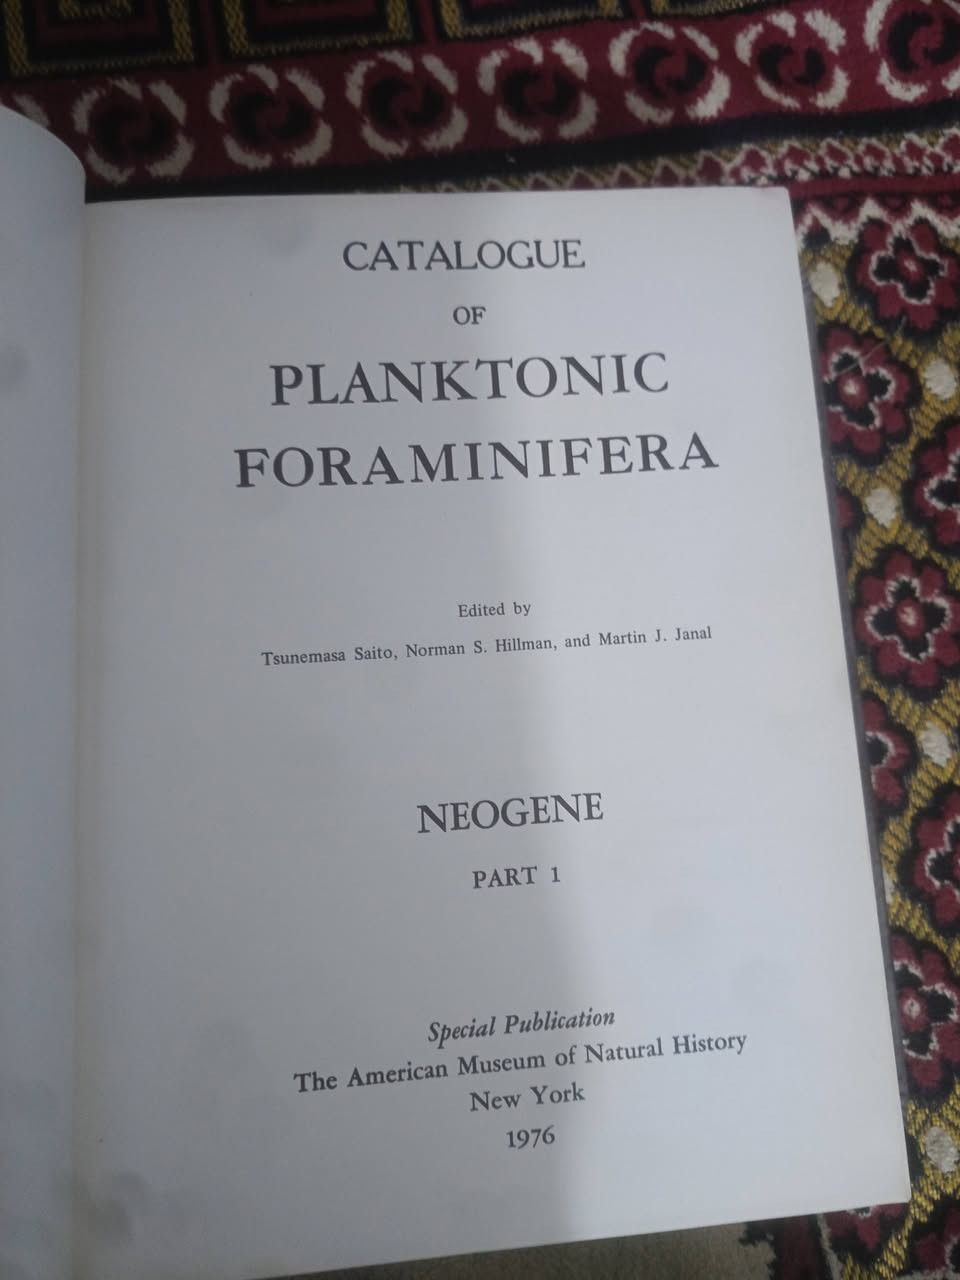 CATALOGUE
OF
PLANKTONIC
FORAMINIFERA
Edited by
Tsunemasa Saito, Norman S. Hillman, and Martin J. Janal
NEOGENE
PART 1
Special Publication
The American Museum of Natural History
New York
1976